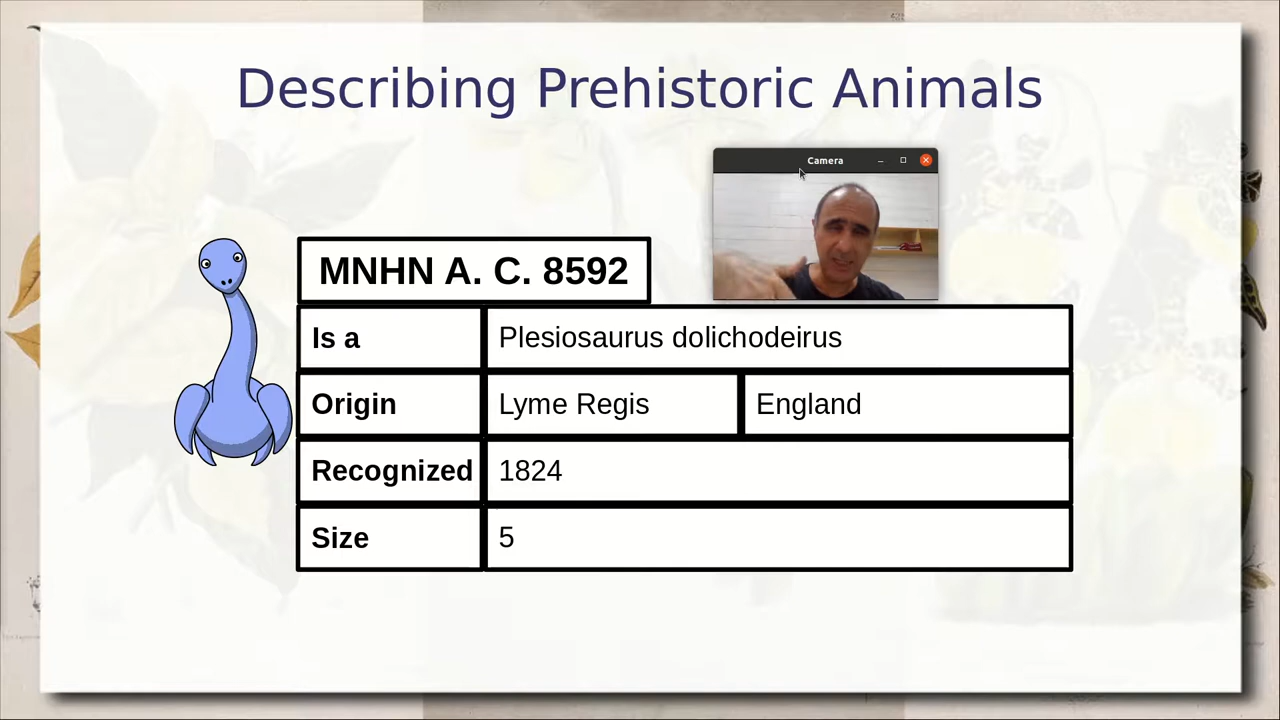 Describing Prehistoric Animals
Camera
MNHN A. C. 8592
Is a Plesiosaurus dolichodeirus
Origin Lyme Regis England
Recognized 1824
Size 5